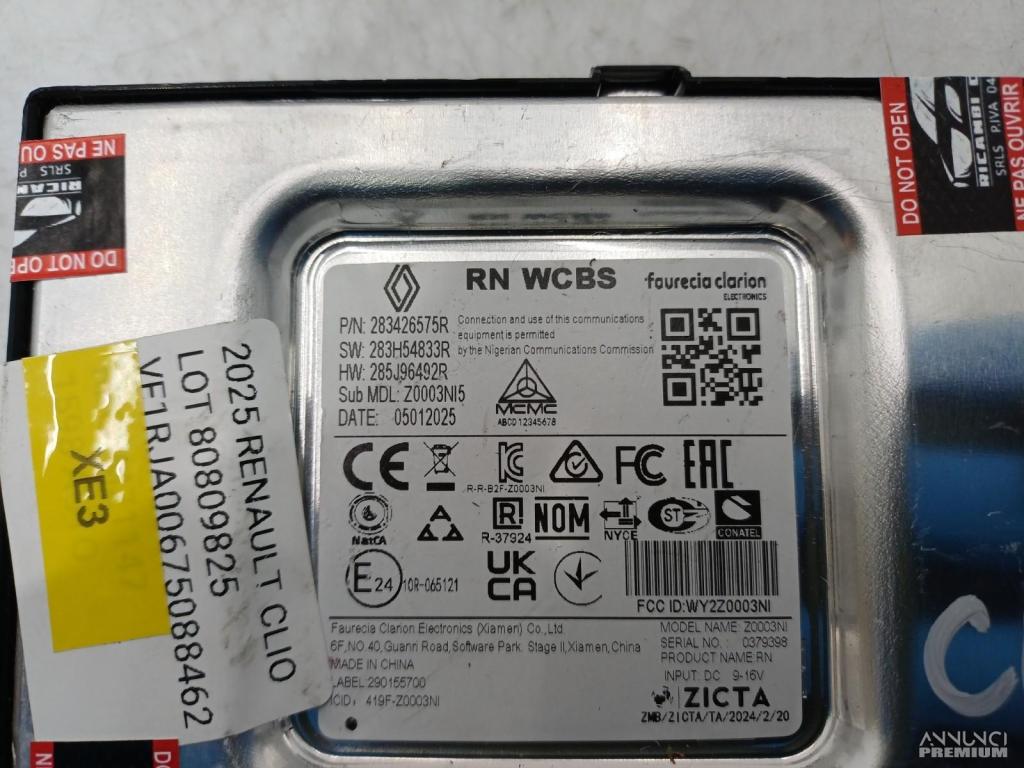 NE PAS OU
SRLS P
RICAN
DO NOT OPE
DO NOT OPEN
RICAMBI
SRLS P.IVA 04
NE PAS OUVRIR
RN WCBS
faurecia clarion
ELECTRONICS
P/N: 283426575R
SW: 283H54833R
HW: 285J96492R
Sub MDL: Z0003NI5
DATE: 05012025
Connection and use of this communications
equipment is permitted
by the Nigerian Communications Commission
MCMC
ABCD12345678
CE
R-R-B2F-Z0003NI
FC
EAC
NatCA
R
R-37924
NOM
NYCE
ST
CONATEL
E24
10R-065121
UK
CA
FCC ID:WY2Z0003NI
Faurecia Clarion Electronics (Xiamen) Co.,Ltd
6F,NO.40,Guanri Road,Software Park. Stage II,Xiamen,China
MADE IN CHINA
LABEL 290155700
ICID: 419F-Z0003NI
MODEL NAME: Z0003NI
SERIAL NO.: 0379398
PRODUCT NAME:RN
INPUT: DC 9-16V
ZICTA
ZMB/ZICTA/TA/2024/2/20
2025 RENAULT CLIO
LOT 80809825
VF1RJA00675088462
XE3
C
ANNUNCI
PREMIUM